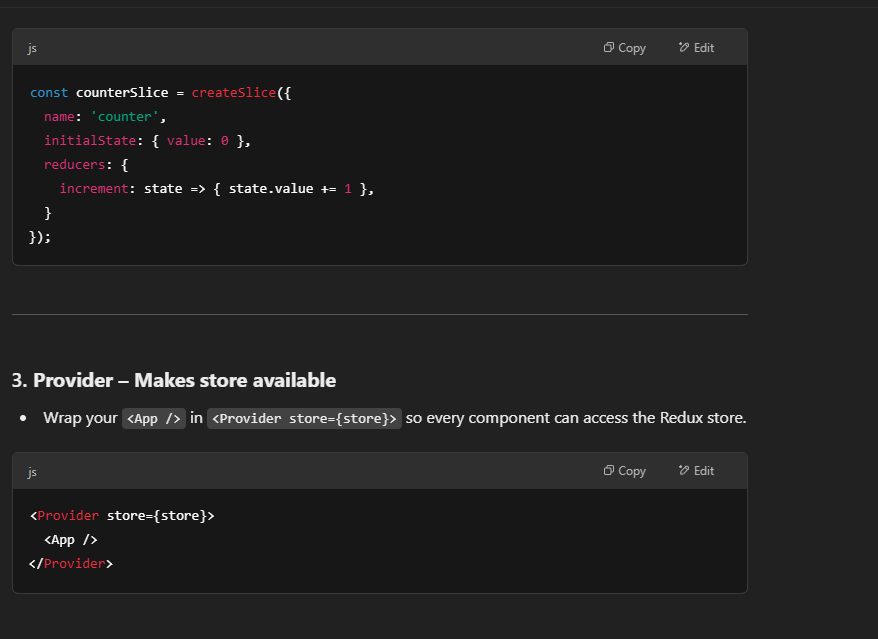 js
Copy
Edit
const counterSlice = createSlice({
  name: 'counter',
  initialState: { value: 0 },
  reducers: {
    increment: state => { state.value += 1 },
  }
});
3. Provider – Makes store available
• Wrap your <App /> in <Provider store={store}> so every component can access the Redux store.
js
Copy
Edit
<Provider store={store}>
  <App />
</Provider>